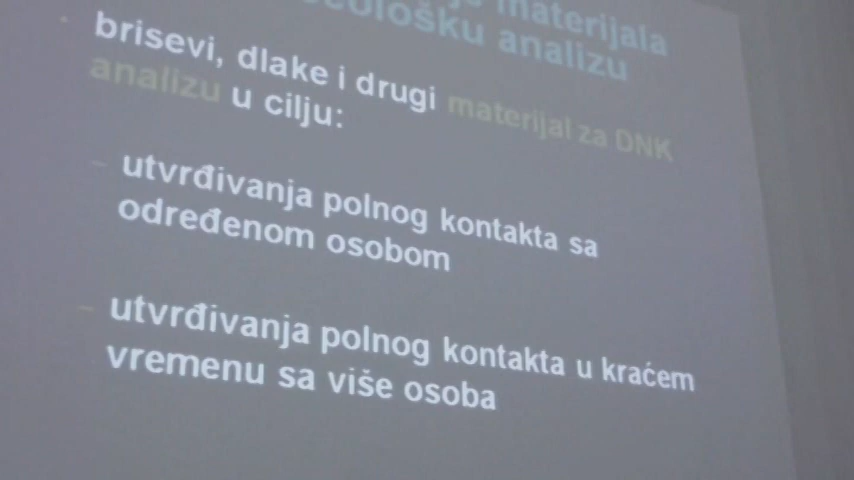 materijala
analizu
brisevi, dlake i drugi materijal za DNK
analizu u cilju:
utvrđivanja polnog kontakta sa
određenom osobom
utvrđivanja polnog kontakta u kraćem
vremenu sa više osoba